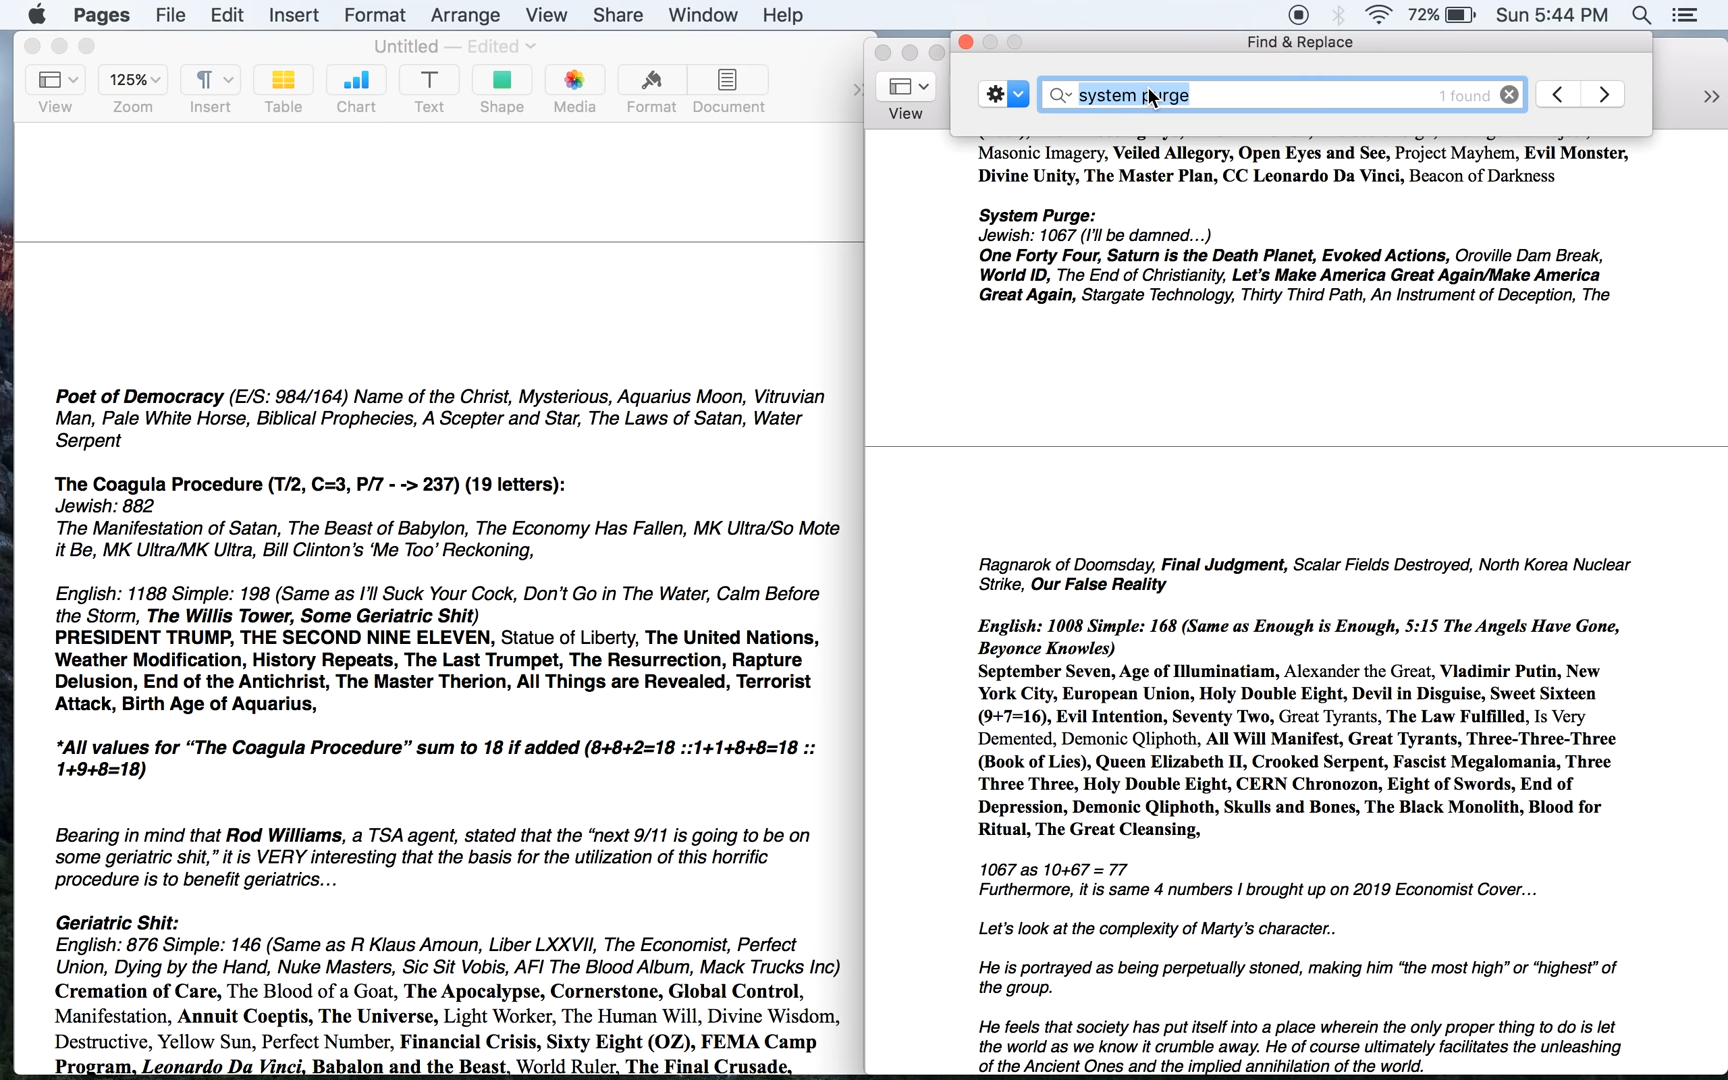 Pages File Edit Insert Format Arrange View Share Window Help 72% Sun 5:44 PM
Untitled — Edited
125%
View Zoom Insert Table Chart Text Shape Media Format Document
Poet of Democracy (E/S: 984/164) Name of the Christ, Mysterious, Aquarius Moon, Vitruvian
Man, Pale White Horse, Biblical Prophecies, A Scepter and Star, The Laws of Satan, Water
Serpent
The Coagula Procedure (T/2, C=3, P/7 - -> 237) (19 letters):
Jewish: 882
The Manifestation of Satan, The Beast of Babylon, The Economy Has Fallen, MK Ultra/So Mote
it Be, MK Ultra/MK Ultra, Bill Clinton's 'Me Too' Reckoning,
English: 1188 Simple: 198 (Same as I'll Suck Your Cock, Don't Go in The Water, Calm Before
the Storm, The Willis Tower, Some Geriatric Shit)
PRESIDENT TRUMP, THE SECOND NINE ELEVEN, Statue of Liberty, The United Nations,
Weather Modification, History Repeats, The Last Trumpet, The Resurrection, Rapture
Delusion, End of the Antichrist, The Master Therion, All Things are Revealed, Terrorist
Attack, Birth Age of Aquarius,
*All values for “The Coagula Procedure” sum to 18 if added (8+8+2=18 ::1+1+8+8=18 ::
1+9+8=18)
Bearing in mind that Rod Williams, a TSA agent, stated that the “next 9/11 is going to be on
some geriatric shit,” it is VERY interesting that the basis for the utilization of this horrific
procedure is to benefit geriatrics…
Geriatric Shit:
English: 876 Simple: 146 (Same as R Klaus Amoun, Liber LXXVII, The Economist, Perfect
Union, Dying by the Hand, Nuke Masters, Sic Sit Vobis, AFI The Blood Album, Mack Trucks Inc)
Cremation of Care, The Blood of a Goat, The Apocalypse, Cornerstone, Global Control,
Manifestation, Annuit Coeptis, The Universe, Light Worker, The Human Will, Divine Wisdom,
Destructive, Yellow Sun, Perfect Number, Financial Crisis, Sixty Eight (OZ), FEMA Camp
Program, Leonardo Da Vinci, Babalon and the Beast, World Ruler, The Final Crusade,
Find & Replace
system purge 1 found
View
Masonic Imagery, Veiled Allegory, Open Eyes and See, Project Mayhem, Evil Monster,
Divine Unity, The Master Plan, CC Leonardo Da Vinci, Beacon of Darkness
System Purge:
Jewish: 1067 (I'll be damned…)
One Forty Four, Saturn is the Death Planet, Evoked Actions, Oroville Dam Break,
World ID, The End of Christianity, Let's Make America Great Again/Make America
Great Again, Stargate Technology, Thirty Third Path, An Instrument of Deception, The
Ragnarok of Doomsday, Final Judgment, Scalar Fields Destroyed, North Korea Nuclear
Strike, Our False Reality
English: 1008 Simple: 168 (Same as Enough is Enough, 5:15 The Angels Have Gone,
Beyonce Knowles)
September Seven, Age of Illuminatiam, Alexander the Great, Vladimir Putin, New
York City, European Union, Holy Double Eight, Devil in Disguise, Sweet Sixteen
(9+7=16), Evil Intention, Seventy Two, Great Tyrants, The Law Fulfilled, Is Very
Demented, Demonic Qliphoth, All Will Manifest, Great Tyrants, Three-Three-Three
(Book of Lies), Queen Elizabeth II, Crooked Serpent, Fascist Megalomania, Three
Three Three, Holy Double Eight, CERN Chronozon, Eight of Swords, End of
Depression, Demonic Qliphoth, Skulls and Bones, The Black Monolith, Blood for
Ritual, The Great Cleansing,
1067 as 10+67 = 77
Furthermore, it is same 4 numbers I brought up on 2019 Economist Cover…
Let's look at the complexity of Marty's character..
He is portrayed as being perpetually stoned, making him “the most high” or “highest” of
the group.
He feels that society has put itself into a place wherein the only proper thing to do is let
the world as we know it crumble away. He of course ultimately facilitates the unleashing
of the Ancient Ones and the implied annihilation of the world.